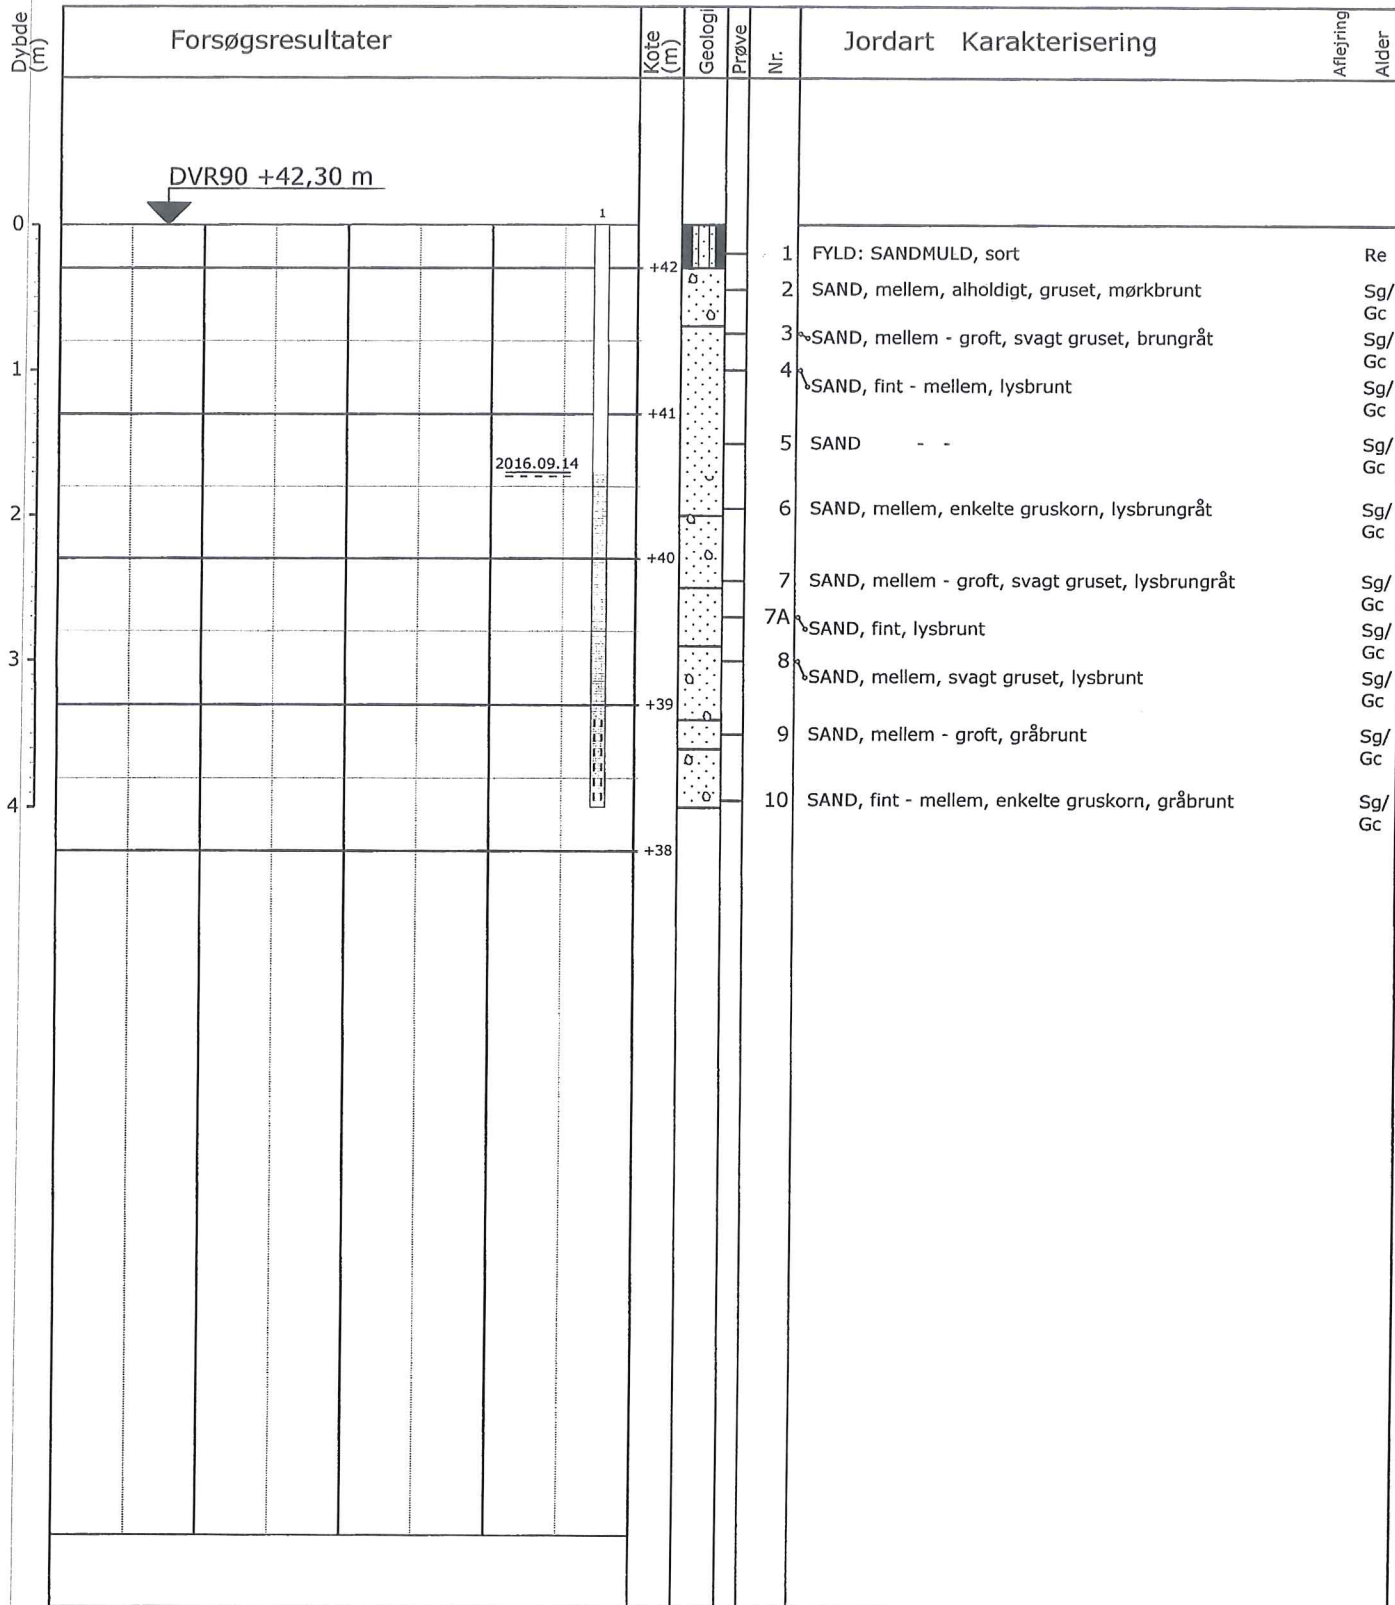 Dybde (m)
Forsøgsresultater
Kote (m)
Geologi
Prøve
Nr.
Jordart Karakterisering
Aflejring
Alder
DVR90 +42,30 m
1
0
+42
1 FYLD: SANDMULD, sort Re
2 SAND, mellem, alholdigt, gruset, mørkbrunt Sg/
Gc
3 SAND, mellem - groft, svagt gruset, brungråt Sg/
Gc
1
4 SAND, fint - mellem, lysbrunt Sg/
Gc
+41
5 SAND - - Sg/
Gc
2016.09.14
2
6 SAND, mellem, enkelte gruskorn, lysbrungråt Sg/
Gc
+40
7 SAND, mellem - groft, svagt gruset, lysbrungråt Sg/
Gc
7A SAND, fint, lysbrunt Sg/
Gc
3
8 SAND, mellem, svagt gruset, lysbrunt Sg/
Gc
+39
9 SAND, mellem - groft, gråbrunt Sg/
Gc
4
10 SAND, fint - mellem, enkelte gruskorn, gråbrunt Sg/
Gc
+38